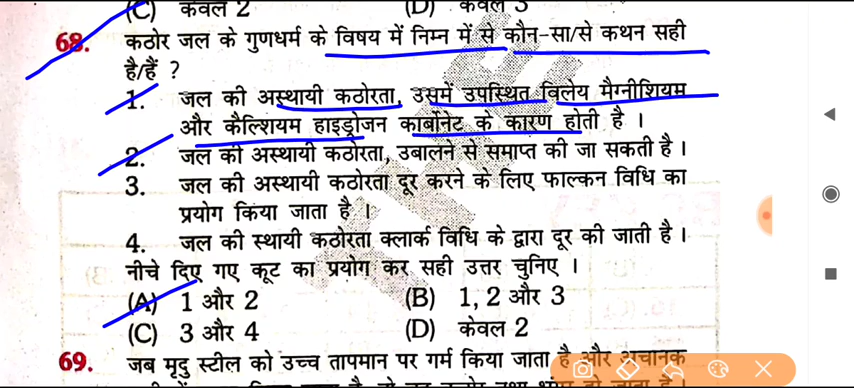 (C) केवल 2 (D) केवल 3
68. कठोर जल के गुणधर्म के विषय में निम्न में से कौन-सा/से कथन सही
है/हैं ?
1. जल की अस्थायी कठोरता, उसमें उपस्थित विलेय मैग्नीशियम
और कैल्शियम हाइड्रोजन कार्बोनेट के कारण होती है ।
2. जल की अस्थायी कठोरता, उबालने से समाप्त की जा सकती है ।
3. जल की अस्थायी कठोरता दूर करने के लिए फाल्कन विधि का
प्रयोग किया जाता है ।
4. जल की स्थायी कठोरता क्लार्क विधि के द्वारा दूर की जाती है ।
नीचे दिए गए कूट का प्रयोग कर सही उत्तर चुनिए ।
(A) 1 और 2 (B) 1, 2 और 3
(C) 3 और 4 (D) केवल 2
69. जब मृदु स्टील को उच्च तापमान पर गर्म किया जाता है और अचानक